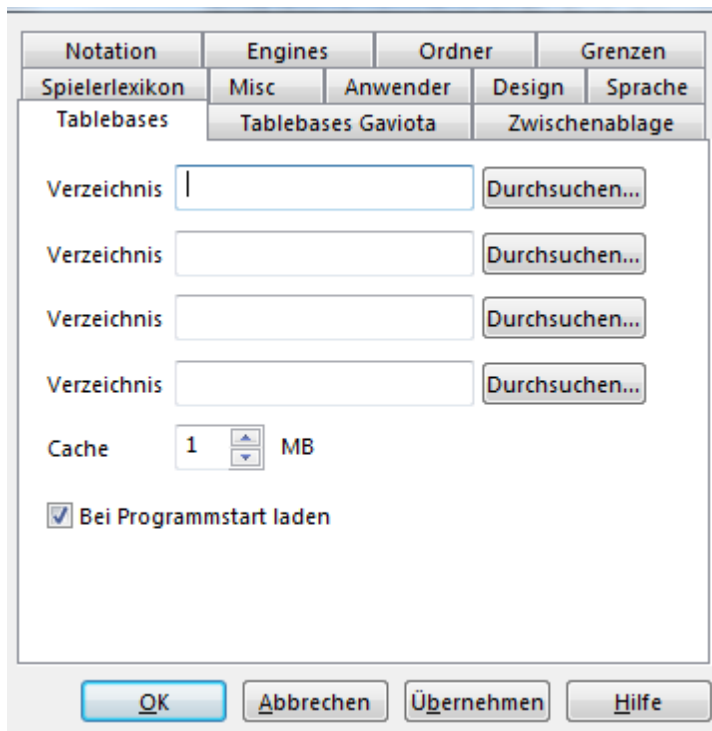 Notation Engines Ordner Grenzen
Spielerlexikon Misc Anwender Design Sprache
Tablebases Tablebases Gaviota Zwischenablage
Verzeichnis Durchsuchen...
Verzeichnis Durchsuchen...
Verzeichnis Durchsuchen...
Verzeichnis Durchsuchen...
Cache 1 MB
Bei Programmstart laden
OK Abbrechen Übernehmen Hilfe